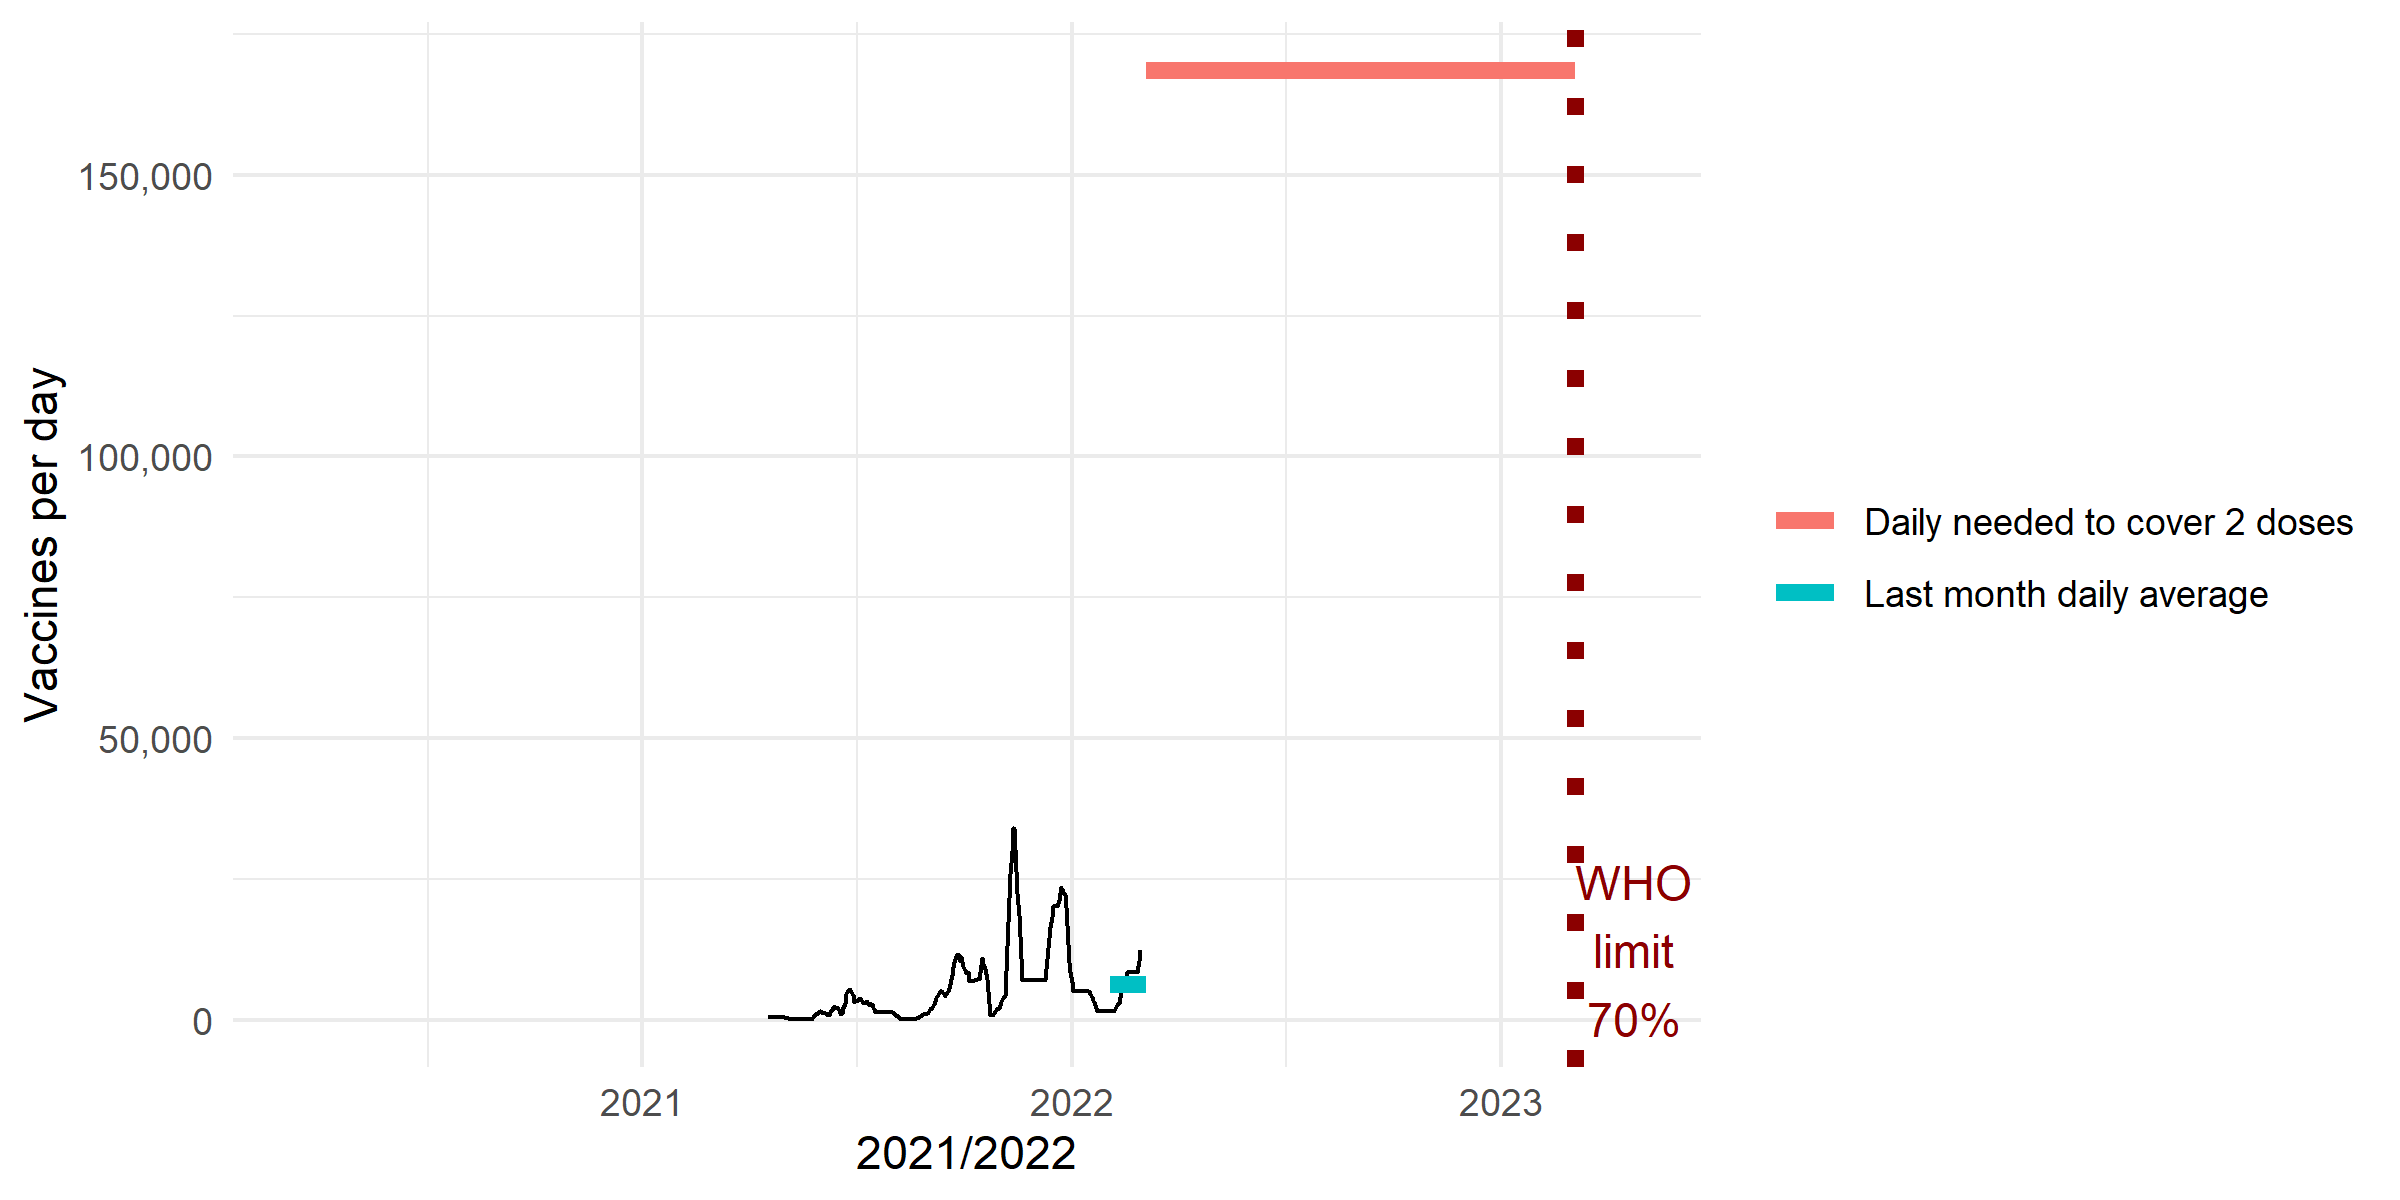 Vaccines per day
150,000
100,000
50,000
0
2021
2022
2023
2021/2022
WHO
limit
70%
Daily needed to cover 2 doses
Last month daily average